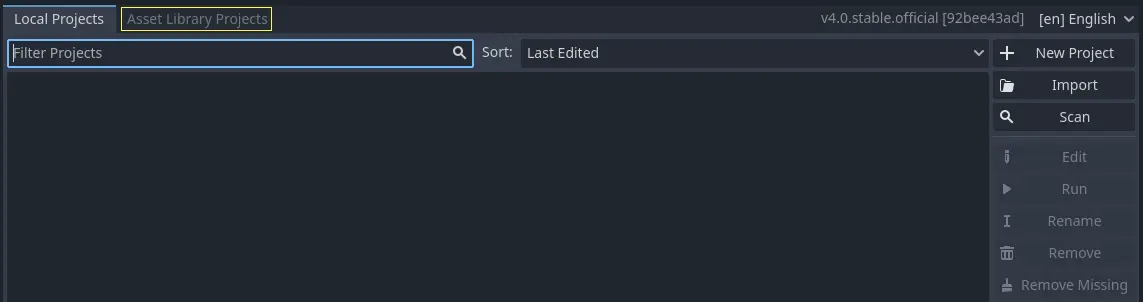 Local Projects Asset Library Projects v4.0.stable.official [92bee43ad] [en] English
Filter Projects Sort: Last Edited New Project
Import
Scan
Edit
Run
Rename
Remove
Remove Missing